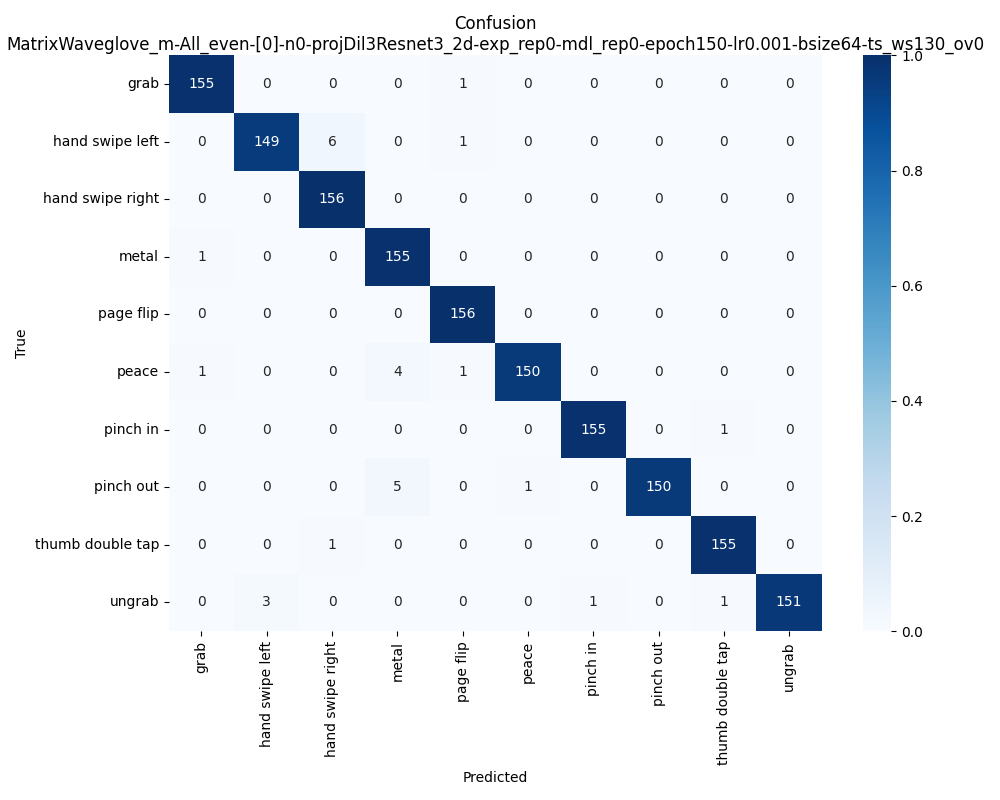 Confusion
MatrixWaveglove_m-All_even-[0]-n0-projDil3Resnet3_2d-exp_rep0-mdl_rep0-epoch150-lr0.001-bsize64-ts_ws130_ov0
grab 155 0 0 0 1 0 0 0 0 0
hand swipe left 0 149 6 0 1 0 0 0 0 0
hand swipe right 0 0 156 0 0 0 0 0 0 0
metal 1 0 0 155 0 0 0 0 0 0
page flip 0 0 0 0 156 0 0 0 0 0
peace 1 0 0 4 1 150 0 0 0 0
pinch in 0 0 0 0 0 0 155 0 1 0
pinch out 0 0 0 5 0 1 0 150 0 0
thumb double tap 0 0 1 0 0 0 0 0 155 0
ungrab 0 3 0 0 0 0 1 0 1 151
True
grab
hand swipe left
hand swipe right
metal
page flip
peace
pinch in
pinch out
thumb double tap
ungrab
Predicted
1.0
0.8
0.6
0.4
0.2
0.0